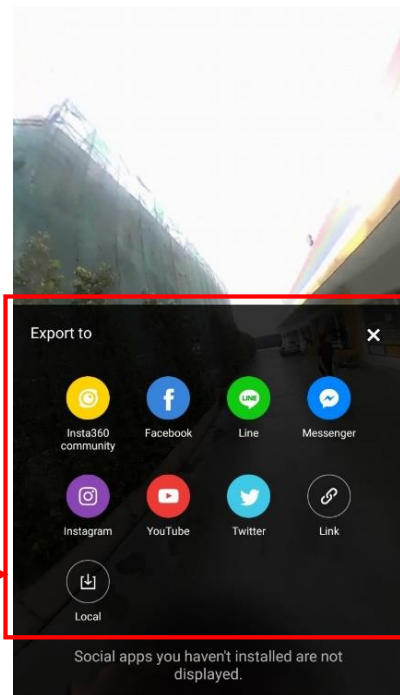 Export to
Insta360
community
Facebook
LINE
Line
Messenger
Instagram
YouTube
Twitter
Link
Local
Social apps you haven't installed are not
displayed.